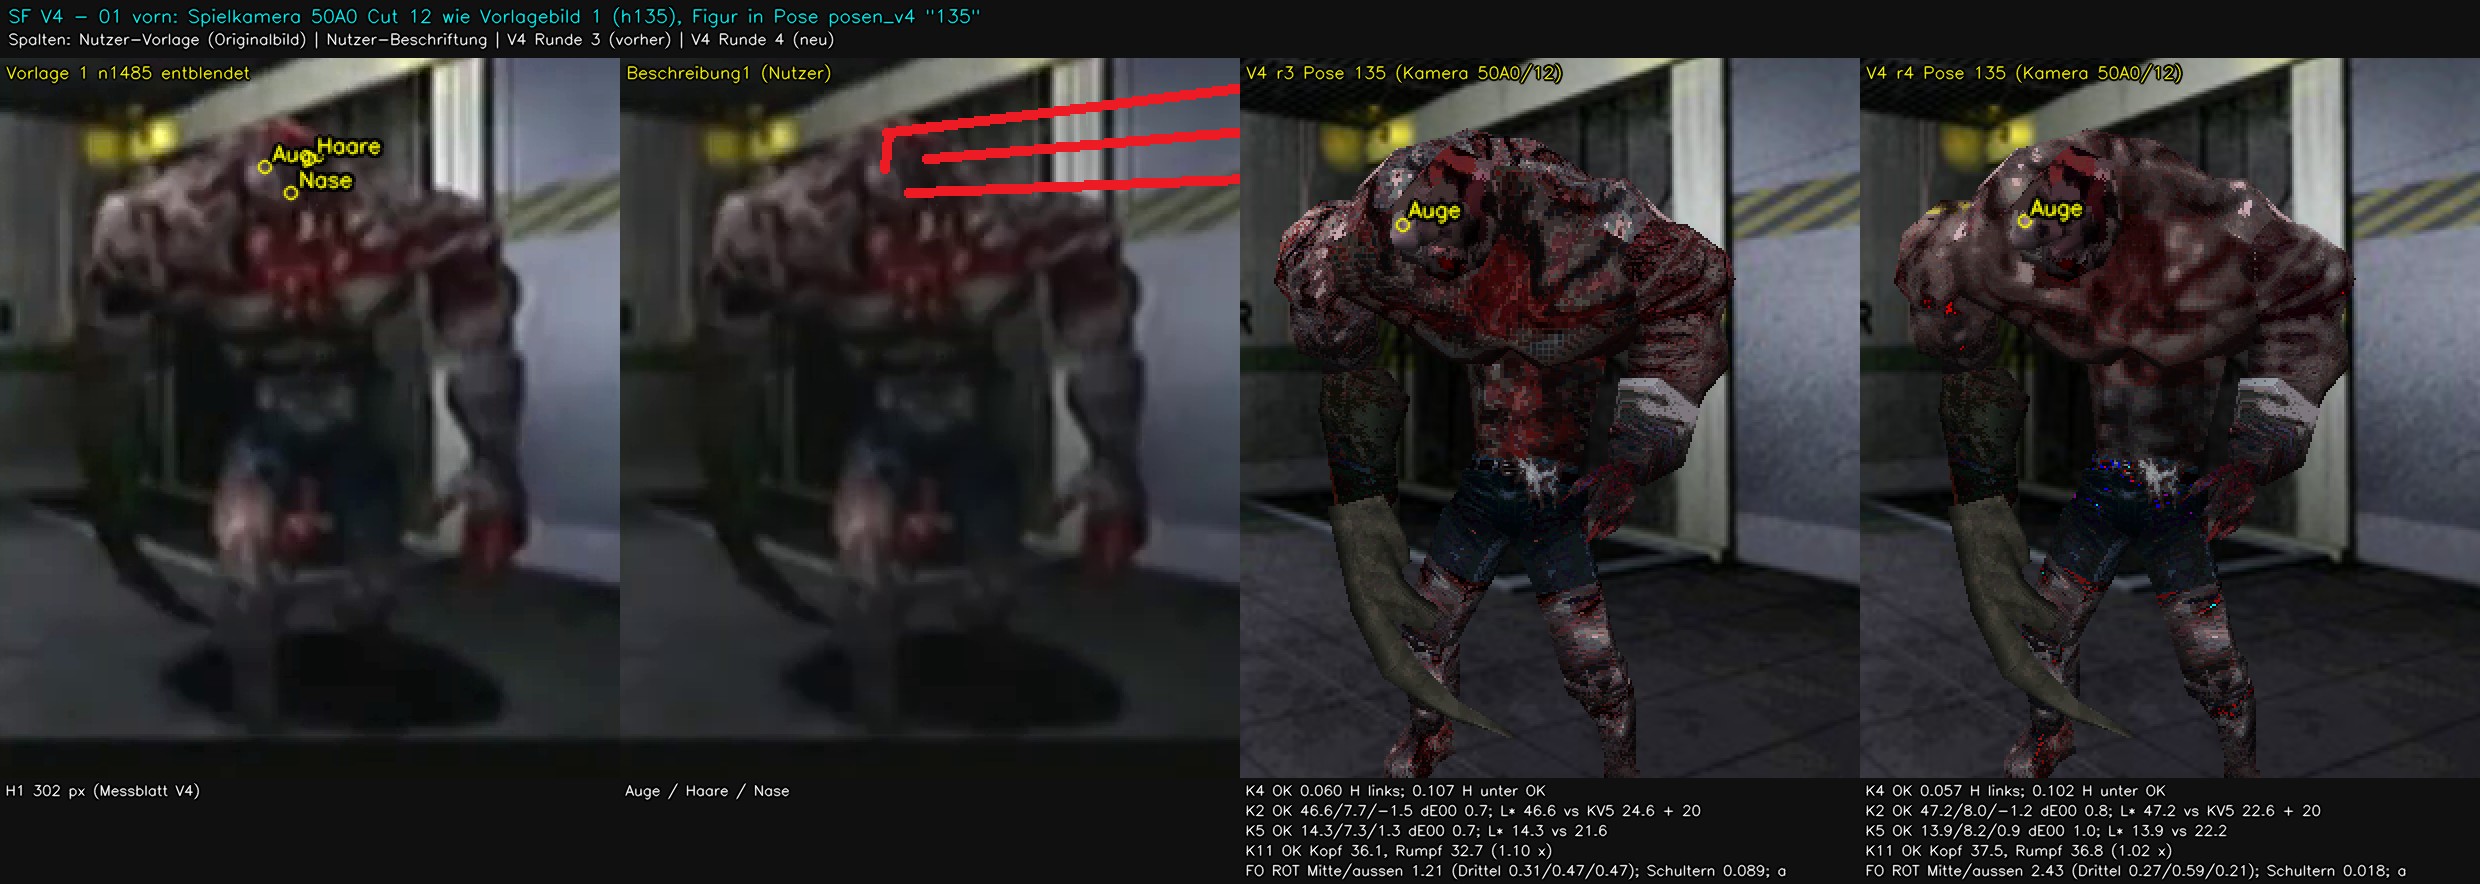 SF V4 - 01 vorn: Spielkamera 50A0 Cut 12 wie Vorlagebild 1 (h135), Figur in Pose posen_v4 "135"
Spalten: Nutzer-Vorlage (Originalbild) | Nutzer-Beschriftung | V4 Runde 3 (vorher) | V4 Runde 4 (neu)
Vorlage 1 n1485 entblendet
Beschreibung1 (Nutzer)
V4 r3 Pose 135 (Kamera 50A0/12)
V4 r4 Pose 135 (Kamera 50A0/12)
Haare
Nase
Auge
Auge
R
H1 302 px (Messblatt V4)
Auge / Haare / Nase
K4 OK 0.060 H links; 0.107 H unter OK
K2 OK 46.6/7.7/-1.5 dE00 0.7; L* 46.6 vs KV5 24.6 + 20
K5 OK 14.3/7.3/1.3 dE00 0.7; L* 14.3 vs 21.6
K11 OK Kopf 36.1, Rumpf 32.7 (1.10 x)
FO ROT Mitte/aussen 1.21 (Drittel 0.31/0.47/0.47); Schultern 0.089; a
K4 OK 0.057 H links; 0.102 H unter OK
K2 OK 47.2/8.0/-1.2 dE00 0.8; L* 47.2 vs KV5 22.6 + 20
K5 OK 13.9/8.2/0.9 dE00 1.0; L* 13.9 vs 22.2
K11 OK Kopf 37.5, Rumpf 36.8 (1.02 x)
FO ROT Mitte/aussen 2.43 (Drittel 0.27/0.59/0.21); Schultern 0.018; a